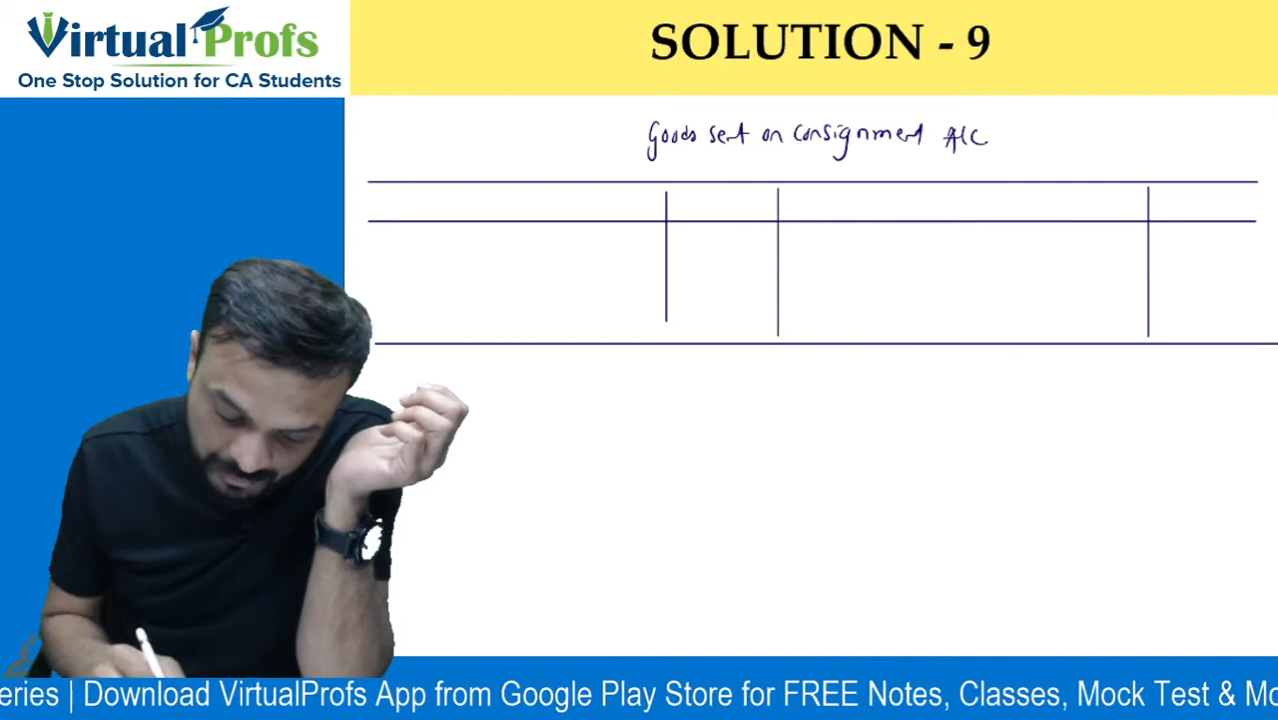 Virtual Profs
One Stop Solution for CA Students
SOLUTION - 9
Goods sent on Consignment A/C
eries | Download VirtualProfs App from Google Play Store for FREE Notes, Classes, Mock Test & Mo